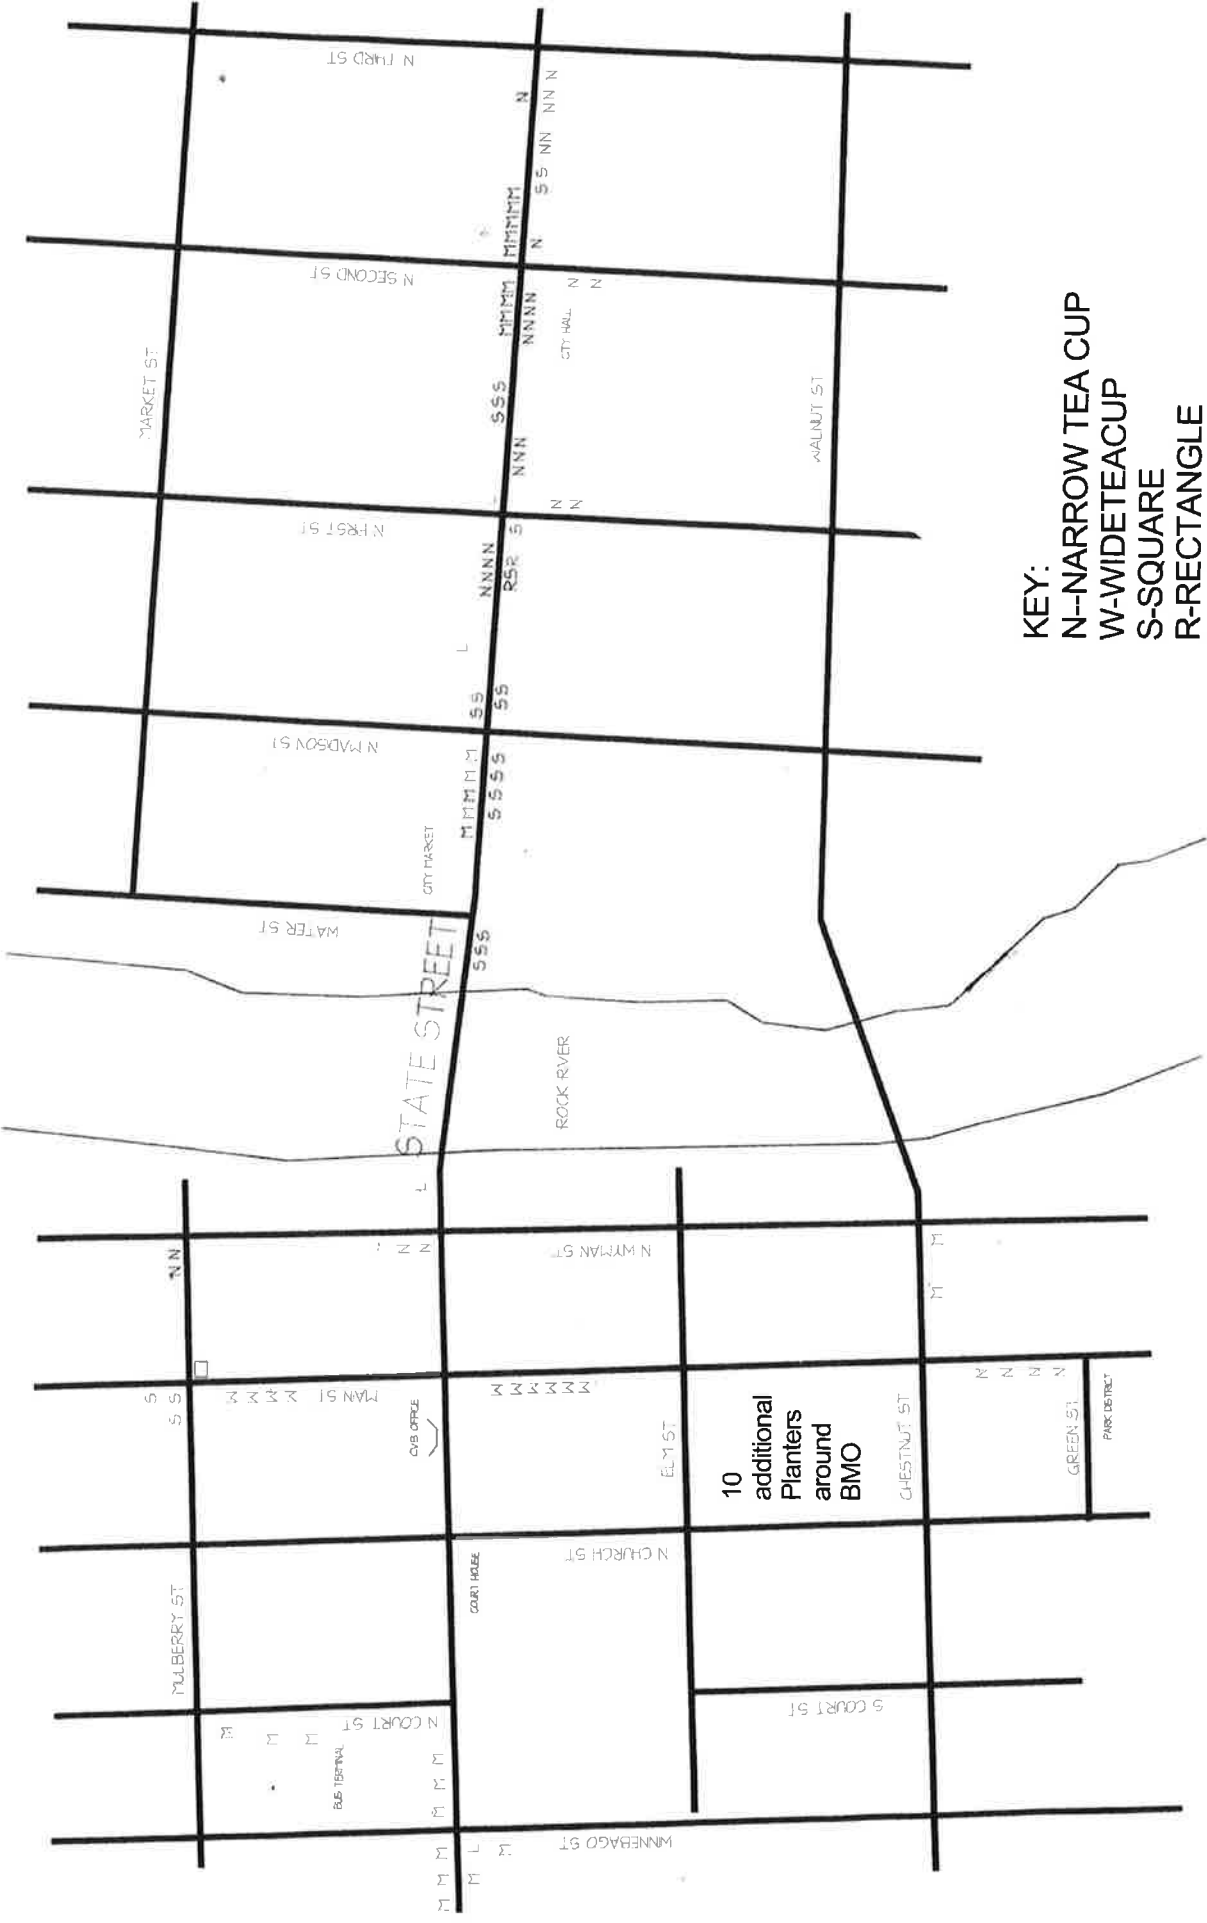 N THIRD ST
N SECOND ST
MARKET ST
N FIRST ST
N MADISON ST
WATER ST
CITY MARKET
CITY HALL
WALNUT ST
STATE STREET
ROCK RIVER
N
N
NN
NN
SS
MMMMM
N
MMMM
NNNN
N
N
SSS
NNN
N
N
S
NNNN
RSR
L
SS
SS
MMMMM
SSSS
SSS
L
NN
N
N
N WYMAN ST
M
M
S
S S
M M M M
MAIN ST
MMMMMM
N
N
N
N
CVB OFFICE
ELM ST
10
additional
Planters
around
BMO
CHESTNUT ST
GREEN ST
PARK DISTRICT
N CHURCH ST
COURT HOUSE
MULBERRY ST
N COURT ST
S COURT ST
M
M
M
BUS TERMINAL
M M M
WINNEBAGO ST
M M M
M L
M
KEY:
N--NARROW TEA CUP
W-WIDETEACUP
S-SQUARE
R-RECTANGLE